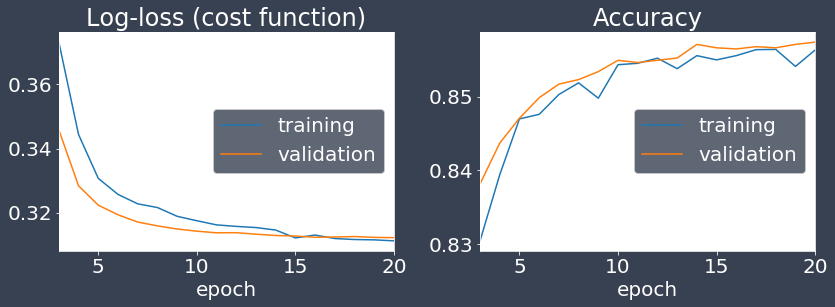 Log-loss (cost function)
0.36
0.34
0.32
training
validation
5
10
15
20
epoch
Accuracy
0.85
0.84
0.83
training
validation
5
10
15
20
epoch